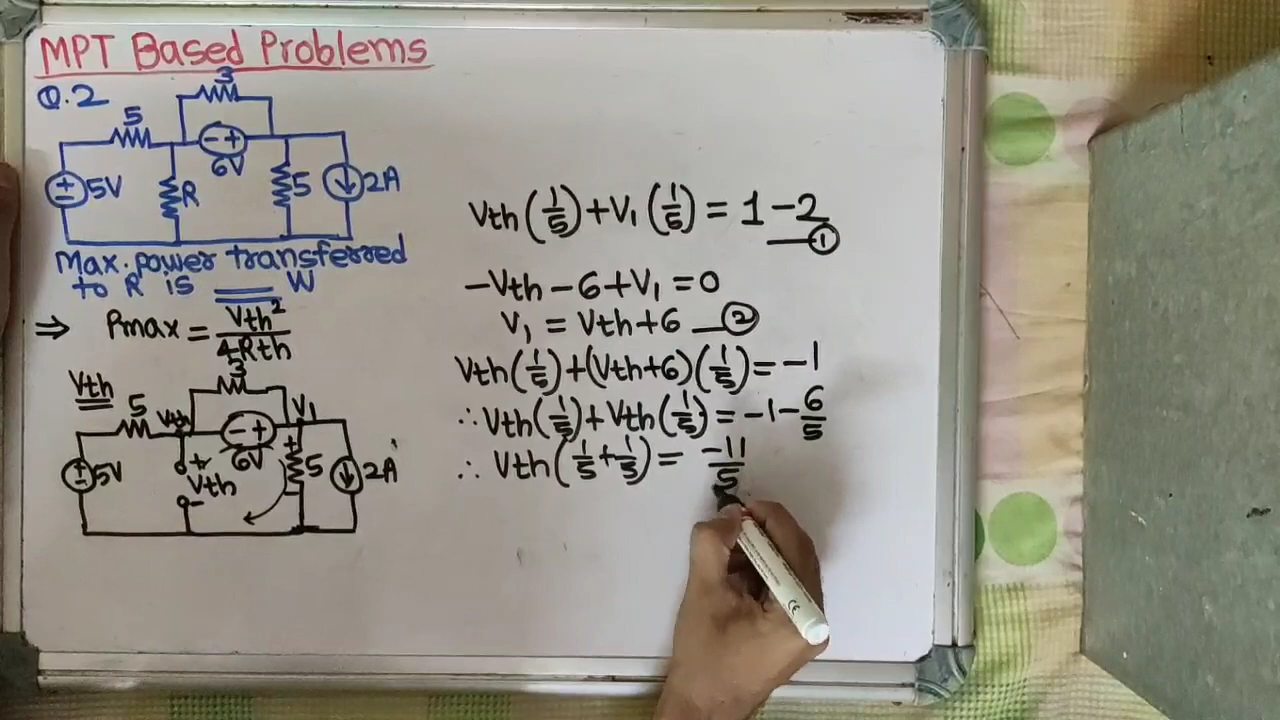 MPT Based Problems
Q.2
3
5
- +
6V
± 5V
R
5
2A
Max. power transferred
to R is ___ W
⇒ Pmax = Vth² / 4Rth
Vth
3
5
Vth
V₁
- +
6V
± 5V
+
Vth
-
+
5
2A
Vth(1/5)+V₁(1/5) = 1-2
—①
-Vth-6+V₁=0
V₁ = Vth+6 —②
Vth(1/5)+(Vth+6)(1/5)=-1
∴ Vth(1/5)+Vth(1/5)=-1-6/5
∴ Vth(1/5+1/5)= -11/5